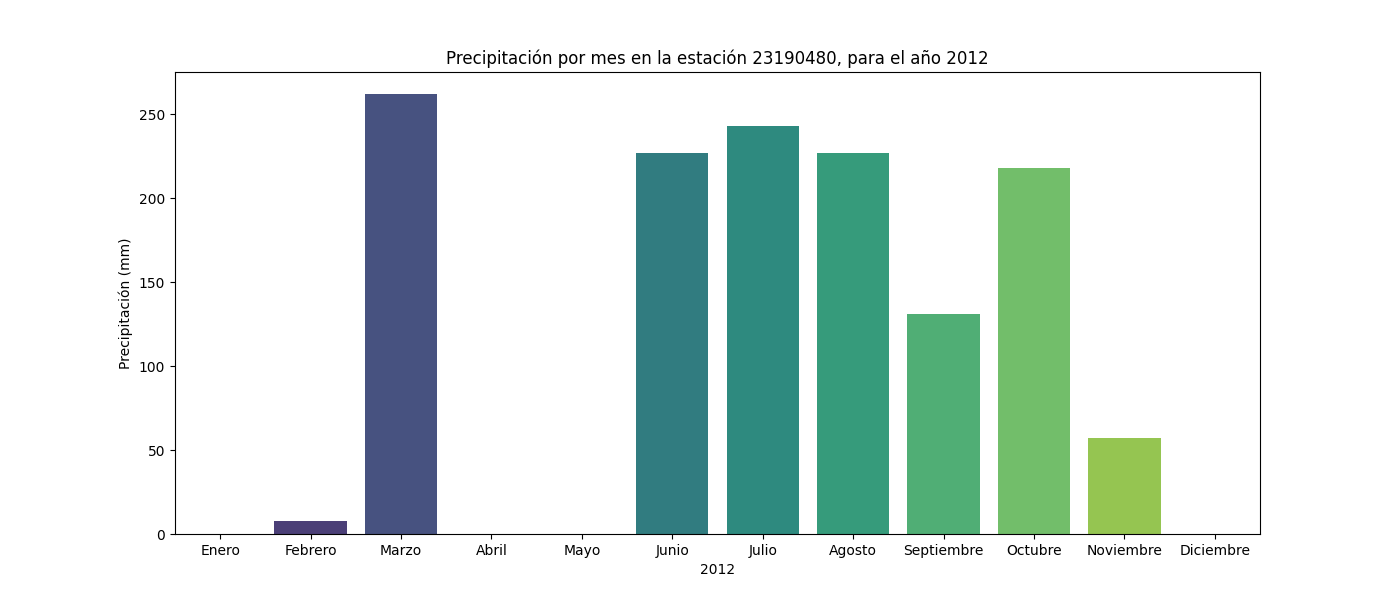 Precipitación por mes en la estación 23190480, para el año 2012
Precipitación (mm)
250
200
150
100
50
0
Enero Febrero Marzo Abril Mayo Junio Julio Agosto Septiembre Octubre Noviembre Diciembre
2012